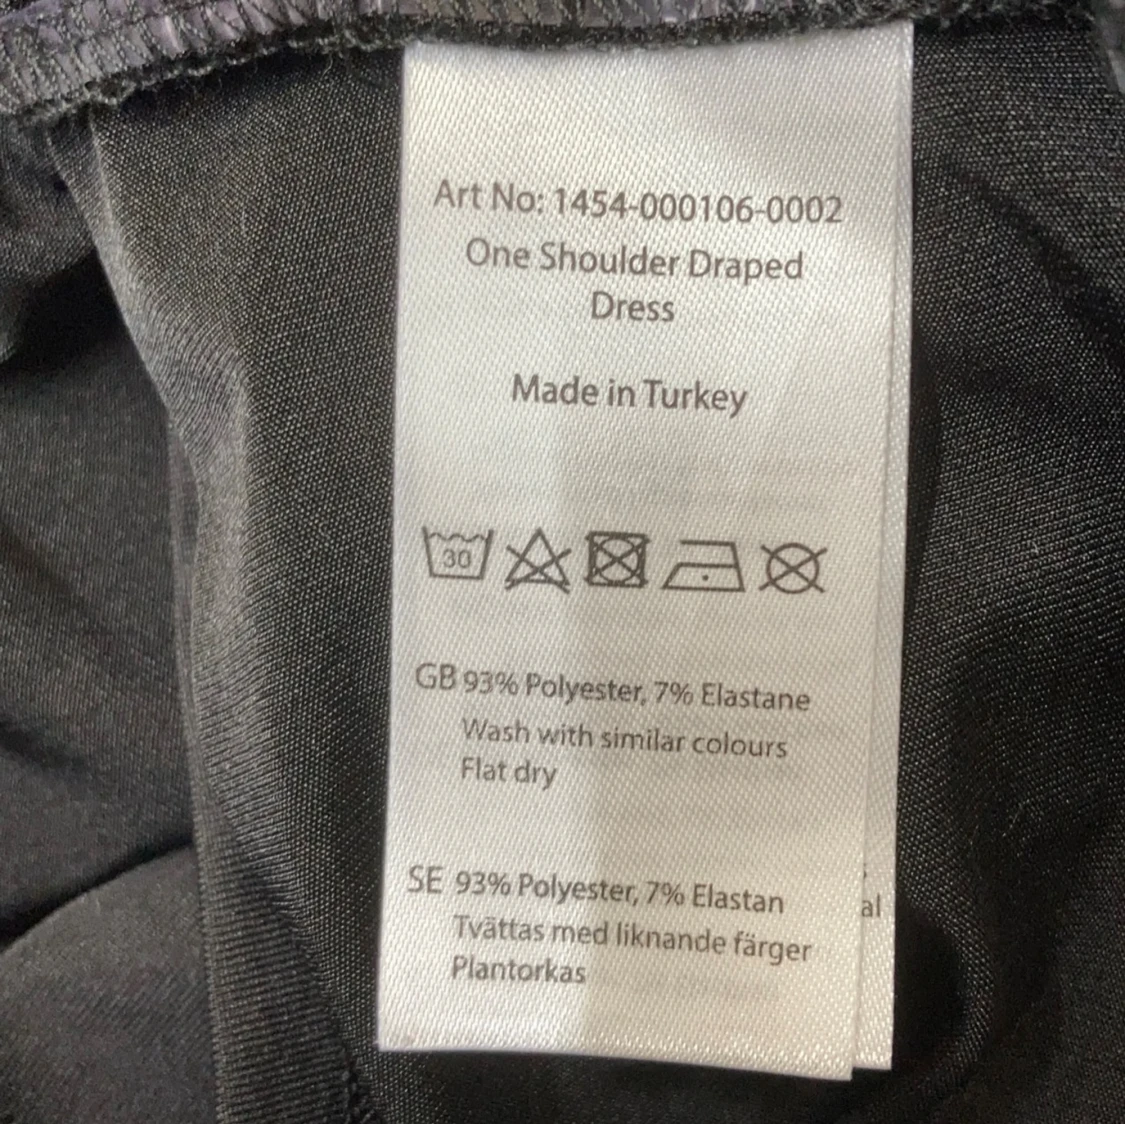 Art No: 1454-000106-0002
One Shoulder Draped
Dress
Made in Turkey
30
GB 93% Polyester, 7% Elastane
Wash with similar colours
Flat dry
SE 93% Polyester, 7% Elastan
Tvättas med liknande färger
Plantorkas
al